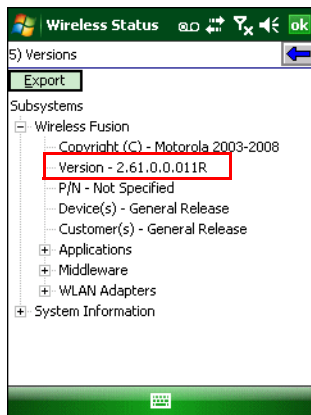 Wireless Status ok
5) Versions
Export
Subsystems
Wireless Fusion
Copyright (C) - Motorola 2003-2008
Version - 2.61.0.0.011R
P/N - Not Specified
Device(s) - General Release
Customer(s) - General Release
Applications
Middleware
WLAN Adapters
System Information